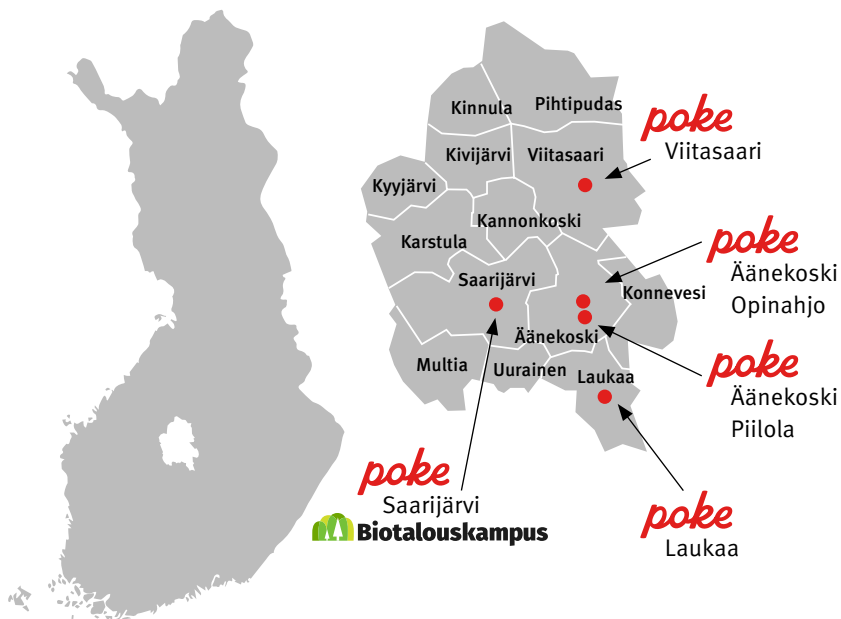 Kinnula
Pihtipudas
Kivijärvi
Viitasaari
Kyyjärvi
Kannonkoski
Karstula
Saarijärvi
Konnevesi
Äänekoski
Multia
Uurainen
Laukaa
poke
Viitasaari
poke
Äänekoski
Opinahjo
poke
Äänekoski
Piilola
poke
Saarijärvi
Biotalouskampus
poke
Laukaa